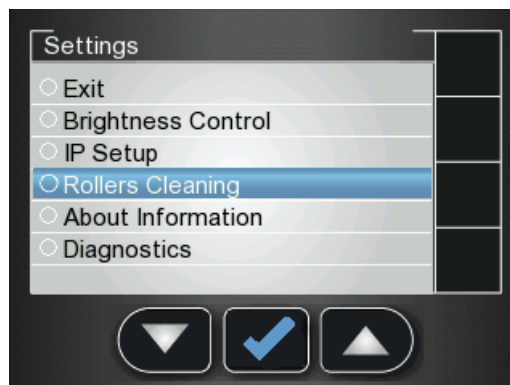 Settings
Exit
Brightness Control
IP Setup
Rollers Cleaning
About Information
Diagnostics